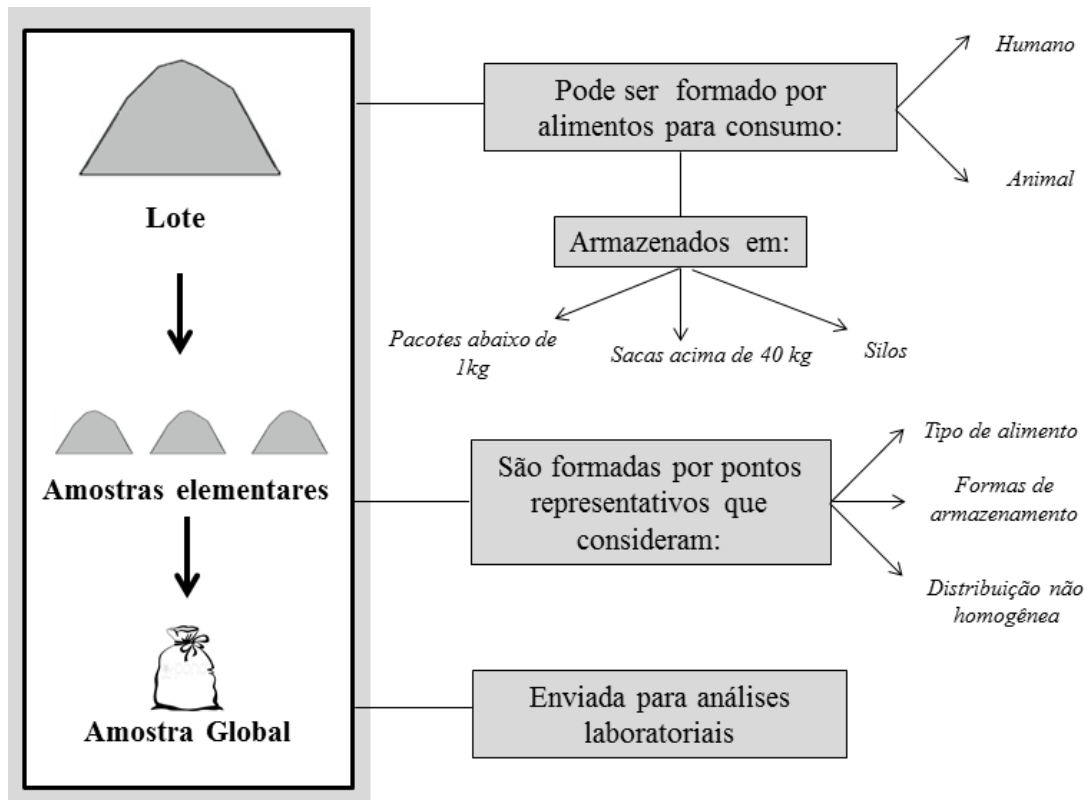 Pode ser formado por
alimentos para consumo:
Humano
Animal
Lote
Armazenados em:
Pacotes abaixo de
1kg
Sacas acima de 40 kg
Silos
Amostras elementares
São formadas por pontos
representativos que
consideram:
Tipo de alimento
Formas de
armazenamento
Distribuição não
homogênea
Amostra Global
Enviada para análises
laboratoriais